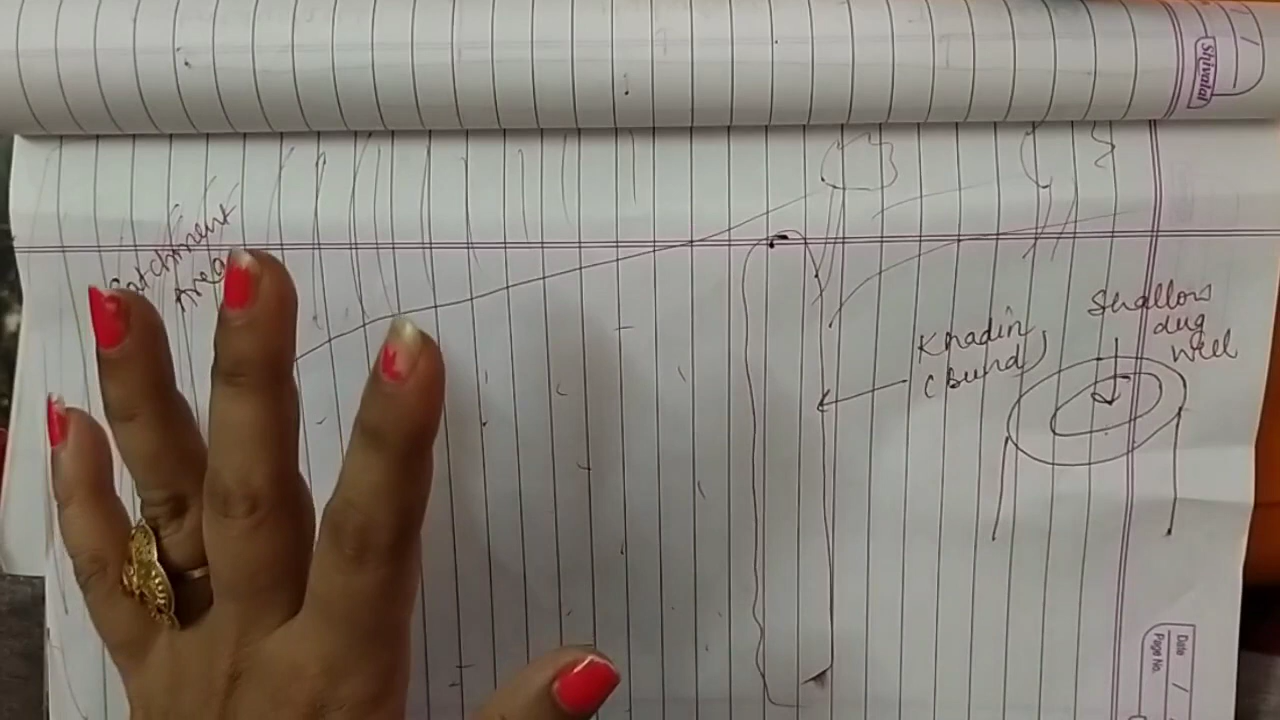 Catchment
Area
Khadin
(Bund)
Shallow
dug
well
Shivalal
Date
Page No.